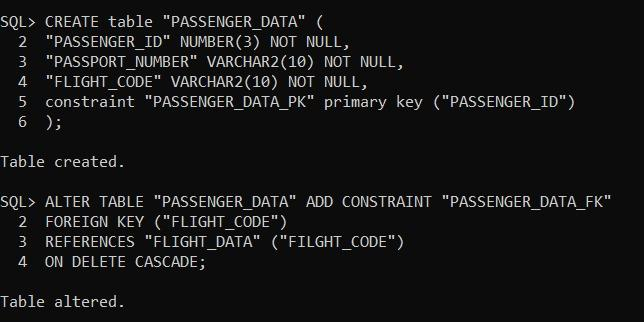 SQL> CREATE table "PASSENGER_DATA" (
  2  "PASSENGER_ID" NUMBER(3) NOT NULL,
  3  "PASSPORT_NUMBER" VARCHAR2(10) NOT NULL,
  4  "FLIGHT_CODE" VARCHAR2(10) NOT NULL,
  5  constraint "PASSENGER_DATA_PK" primary key ("PASSENGER_ID")
  6  );
Table created.
SQL> ALTER TABLE "PASSENGER_DATA" ADD CONSTRAINT "PASSENGER_DATA_FK"
  2  FOREIGN KEY ("FLIGHT_CODE")
  3  REFERENCES "FLIGHT_DATA" ("FILGHT_CODE")
  4  ON DELETE CASCADE;
Table altered.